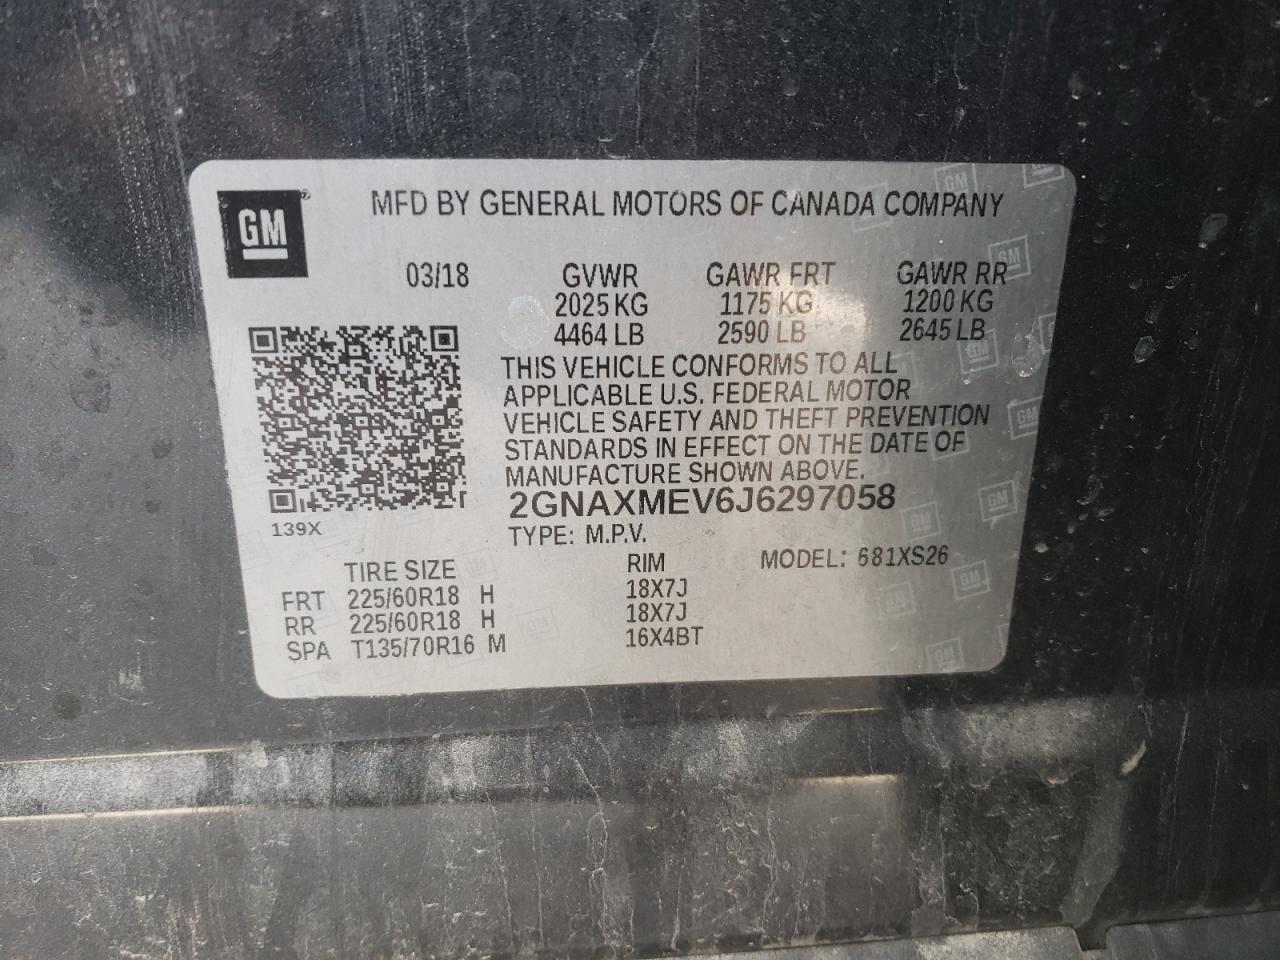 GM®
MFD BY GENERAL MOTORS OF CANADA COMPANY
03/18 GVWR GAWR FRT GAWR RR
2025 KG 1175 KG 1200 KG
4464 LB 2590 LB 2645 LB
THIS VEHICLE CONFORMS TO ALL
APPLICABLE U.S. FEDERAL MOTOR
VEHICLE SAFETY AND THEFT PREVENTION
STANDARDS IN EFFECT ON THE DATE OF
MANUFACTURE SHOWN ABOVE.
2GNAXMEV6J6297058
139X
TYPE: M.P.V.
TIRE SIZE RIM MODEL: 681XS26
FRT 225/60R18 H 18X7J
RR 225/60R18 H 18X7J
SPA T135/70R16 M 16X4BT